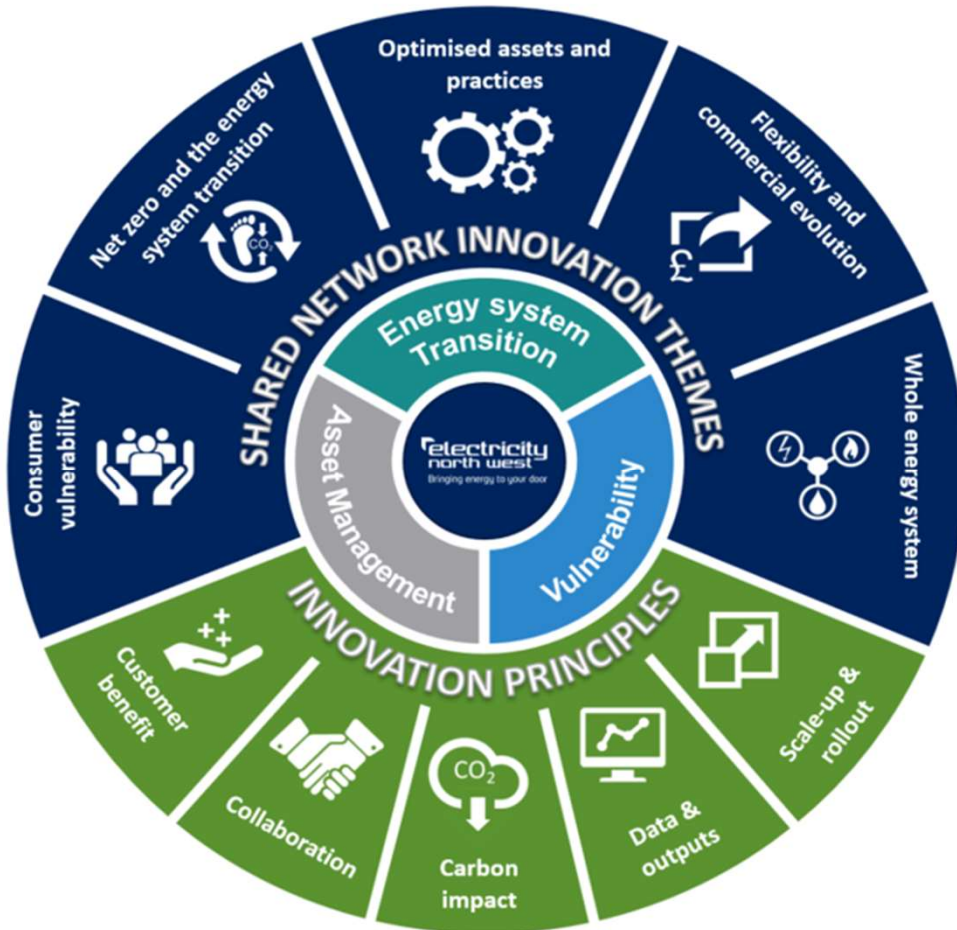 Optimised assets and
practices
Net zero and the energy
system transition
CO₂
Flexibility and
commercial evolution
£
SHARED NETWORK INNOVATION THEMES
Energy system
Transition
Consumer
vulnerability
Whole energy system
Asset Management
electricity
north west
Bringing energy to your door
Vulnerability
INNOVATION PRINCIPLES
Customer
benefit
Collaboration
CO₂
Carbon
impact
Data &
outputs
Scale-up &
rollout